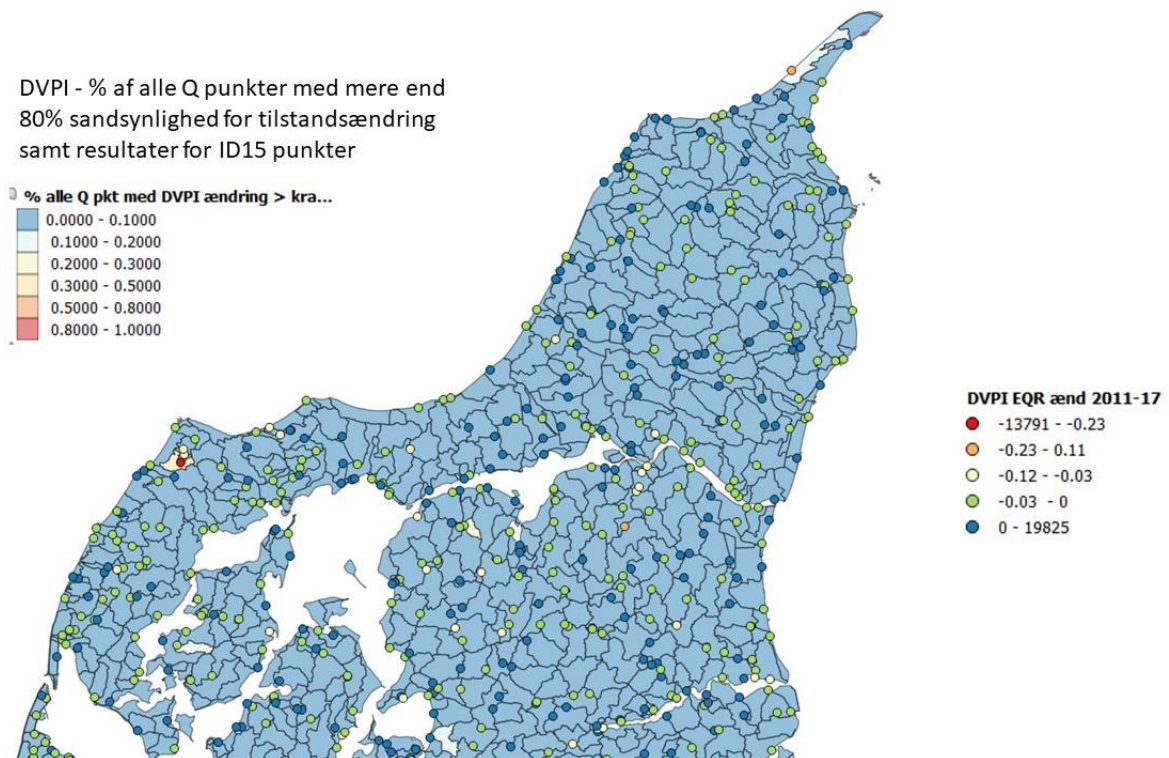 DVPI - % af alle Q punkter med mere end
80% sandsynlighed for tilstandsændring
samt resultater for ID15 punkter
% alle Q pkt med DVPI ændring > kra...
0.0000 - 0.1000
0.1000 - 0.2000
0.2000 - 0.3000
0.3000 - 0.5000
0.5000 - 0.8000
0.8000 - 1.0000
DVPI EQR ænd 2011-17
-13791 - -0.23
-0.23 - 0.11
-0.12 - -0.03
-0.03 - 0
0 - 19825